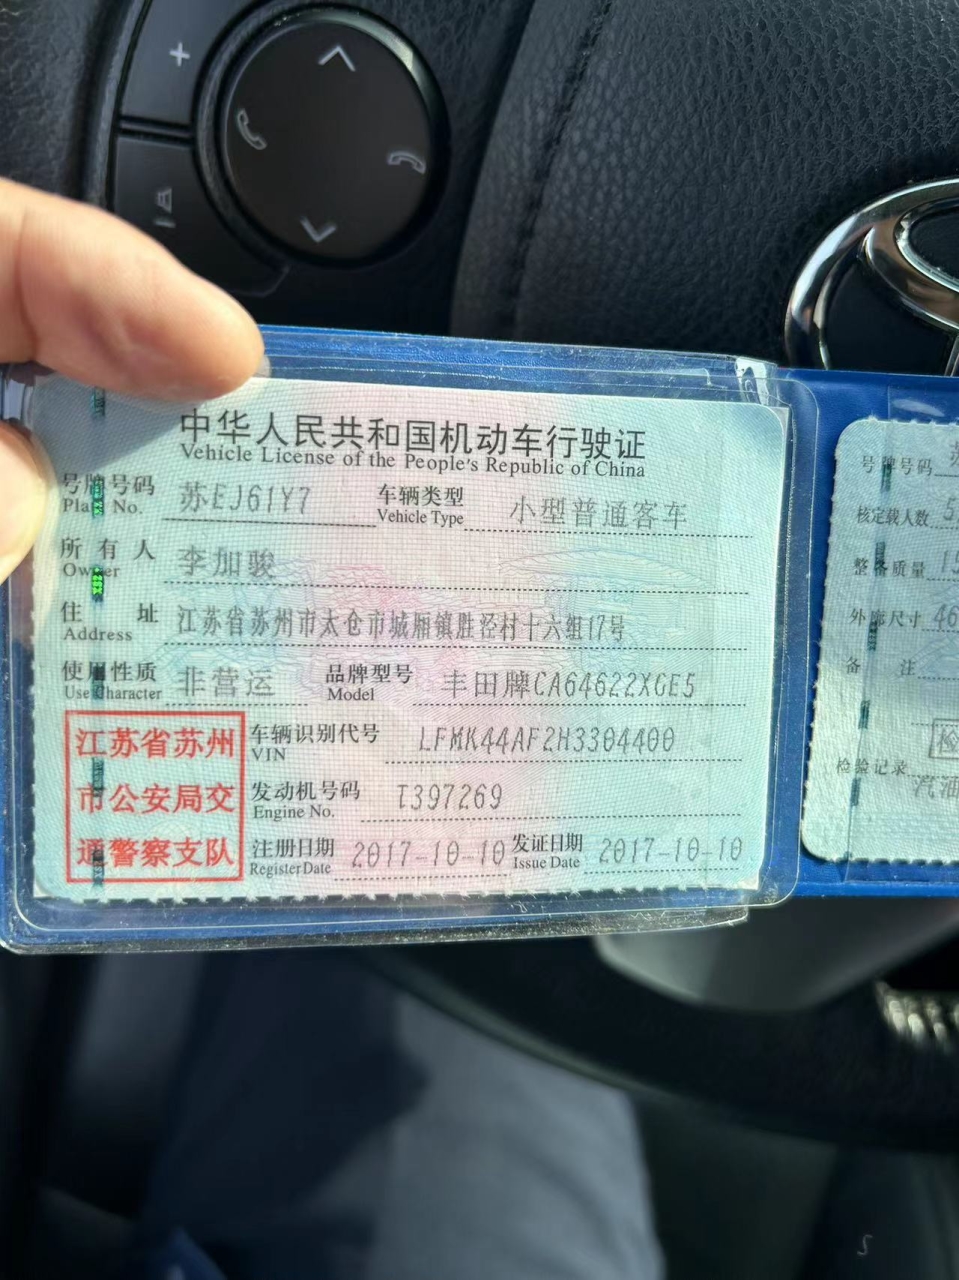 中华人民共和国机动车行驶证
Vehicle License of the People's Republic of China
号牌号码 苏EJ61Y7 车辆类型 小型普通客车
Plate No. Vehicle Type
所有人 李加骏
Owner
住址 江苏省苏州市太仓市城厢镇胜泾村十六组17号
Address
使用性质 非营运 品牌型号 丰田牌CA64622XGE5
Use Character Model
江苏省苏州
市公安局交
通警察支队
车辆识别代号 LFMK44AF2H3304400
VIN
发动机号码 I397269
Engine No.
注册日期 2017-10-10 发证日期 2017-10-10
Register Date Issue Date
号牌号码
核定载人数 5
整备质量
外廓尺寸 46
备注
检验记录
汽油